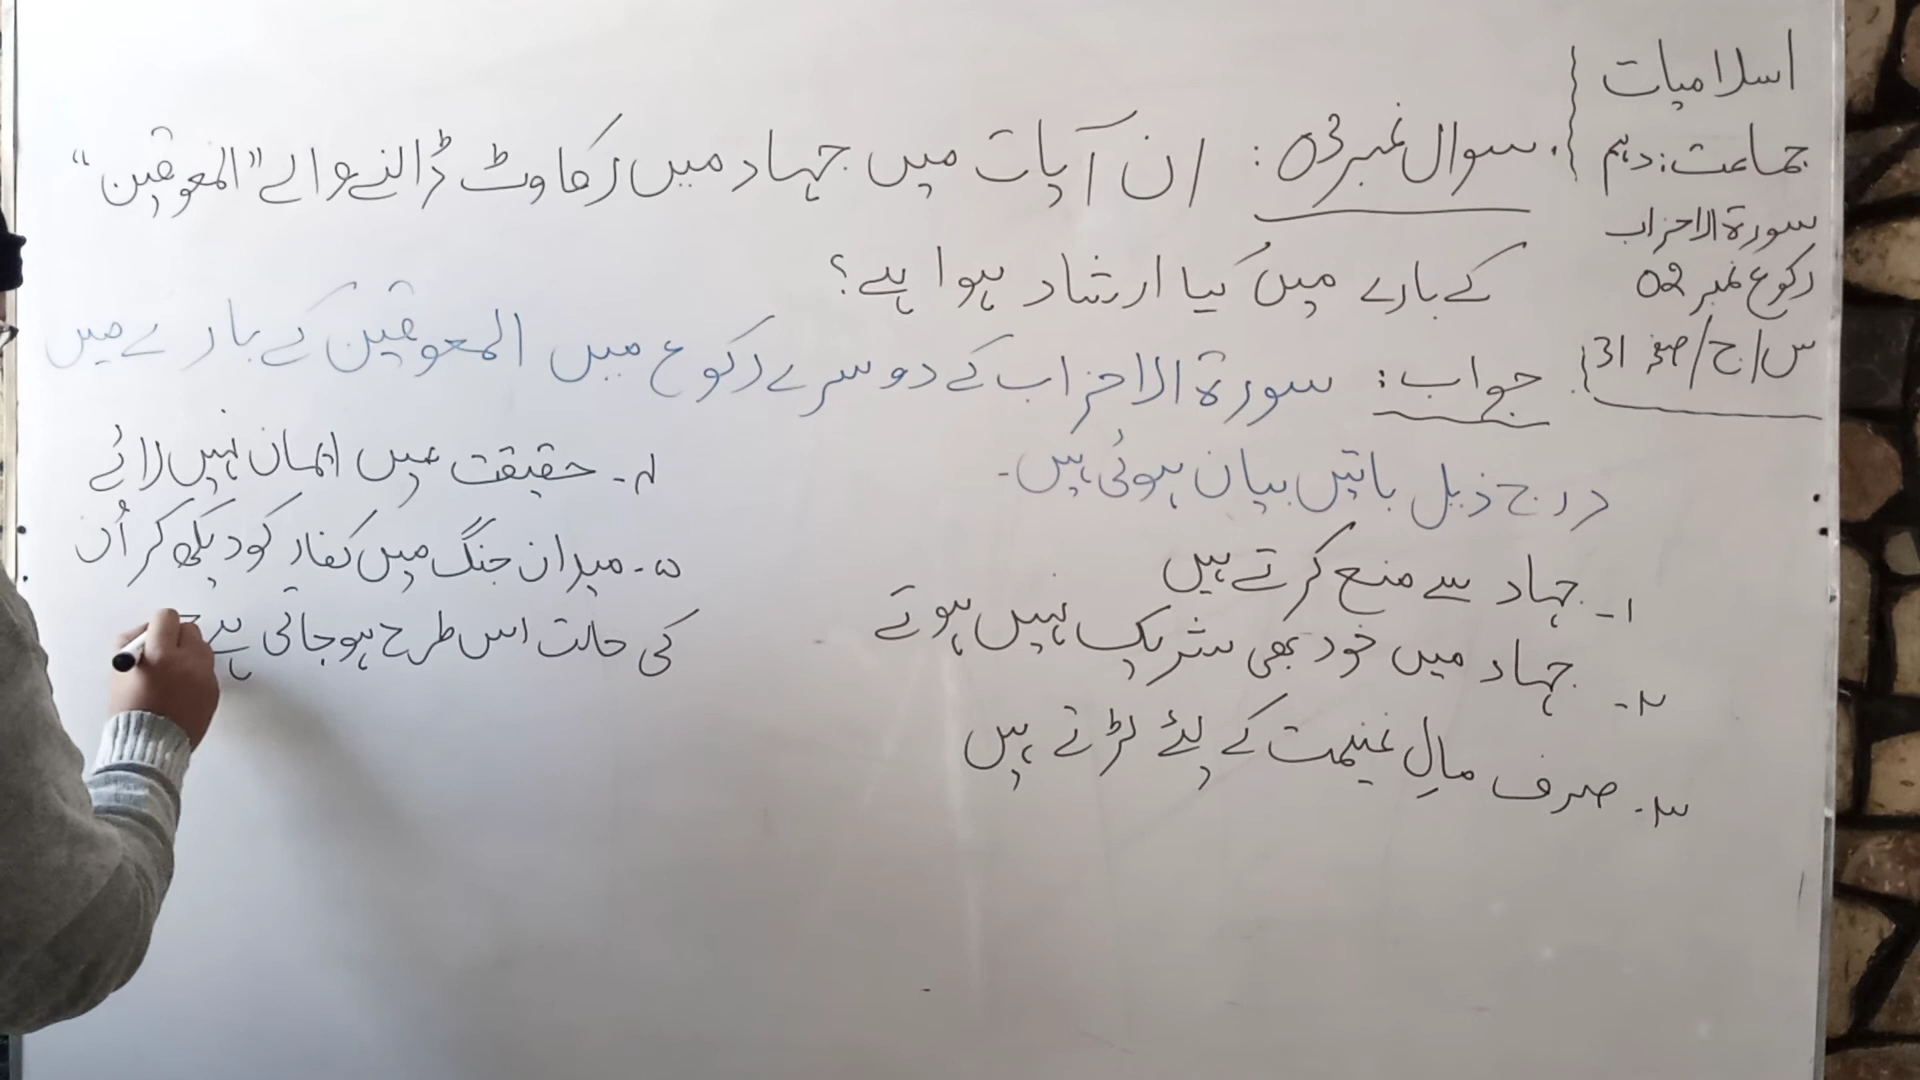 اسلامیات
جماعت: دہم
سورۃ الاحزاب
رکوع نمبر 02
س/ج/صفحہ 31
سوال نمبر 03: ان آیات میں جہاد میں رکاوٹ ڈالنے والے "المعوقین"
کے بارے میں کیا ارشاد ہوا ہے؟
جواب: سورۃ الاحزاب کے دوسرے رکوع میں المعوقین کے بارے میں
درج ذیل باتیں بیان ہوئی ہیں۔
۱- جہاد سے منع کرتے ہیں
۲- جہاد میں خود بھی شریک نہیں ہوتے
۳- صرف مالِ غنیمت کے لئے لڑتے ہیں
۴- حقیقت میں ایمان نہیں لائے
۵- میدان جنگ میں کفار کو دیکھ کر اُن
کی حالت اس طرح ہو جاتی ہے